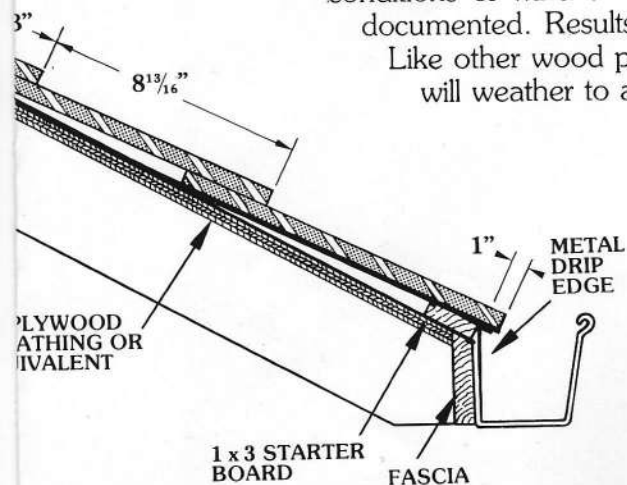 documented. Results
Like other wood p
will weather to a
8 13/16"
1"
METAL
DRIP
EDGE
PLYWOOD
ATHING OR
IVALENT
1 x 3 STARTER
BOARD
FASCIA